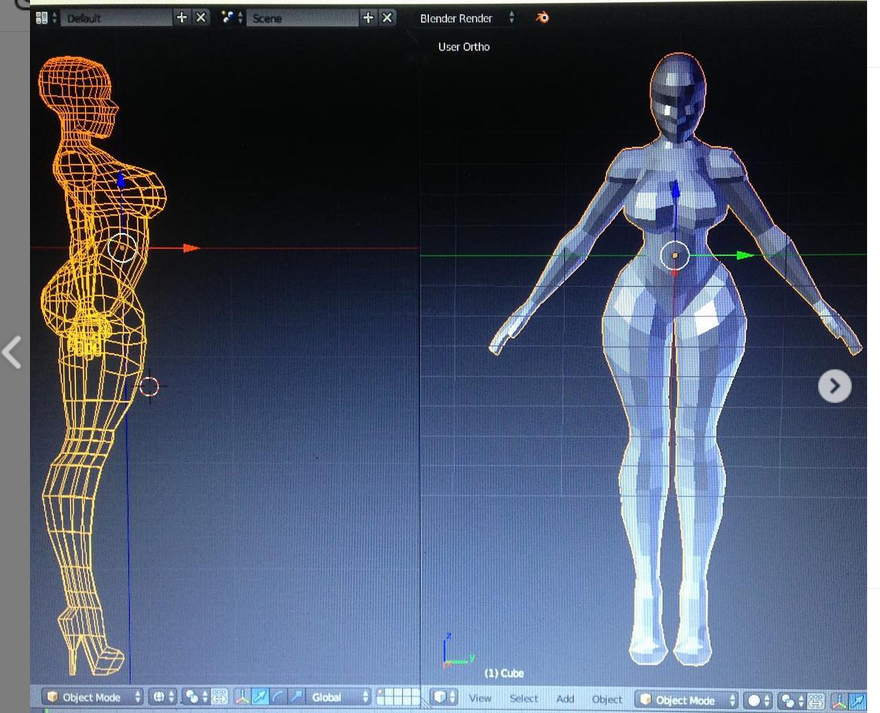 Default
Scene
Blender Render
User Ortho
z
y
(1) Cube
Object Mode
Global
View
Select
Add
Object
Object Mode